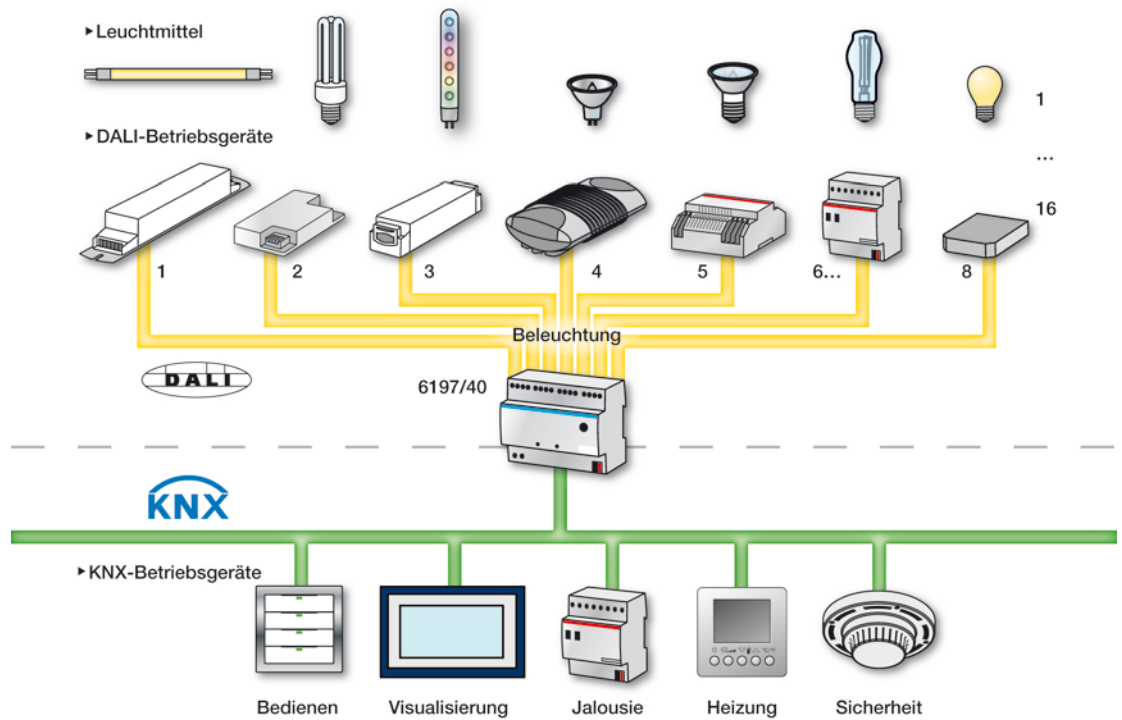 ▸ Leuchtmittel
1
▸ DALI-Betriebsgeräte
...
16
1
2
3
4
5
6...
8
Beleuchtung
DALI
6197/40
KNX
▸ KNX-Betriebsgeräte
Bedienen
Visualisierung
Jalousie
Heizung
Sicherheit